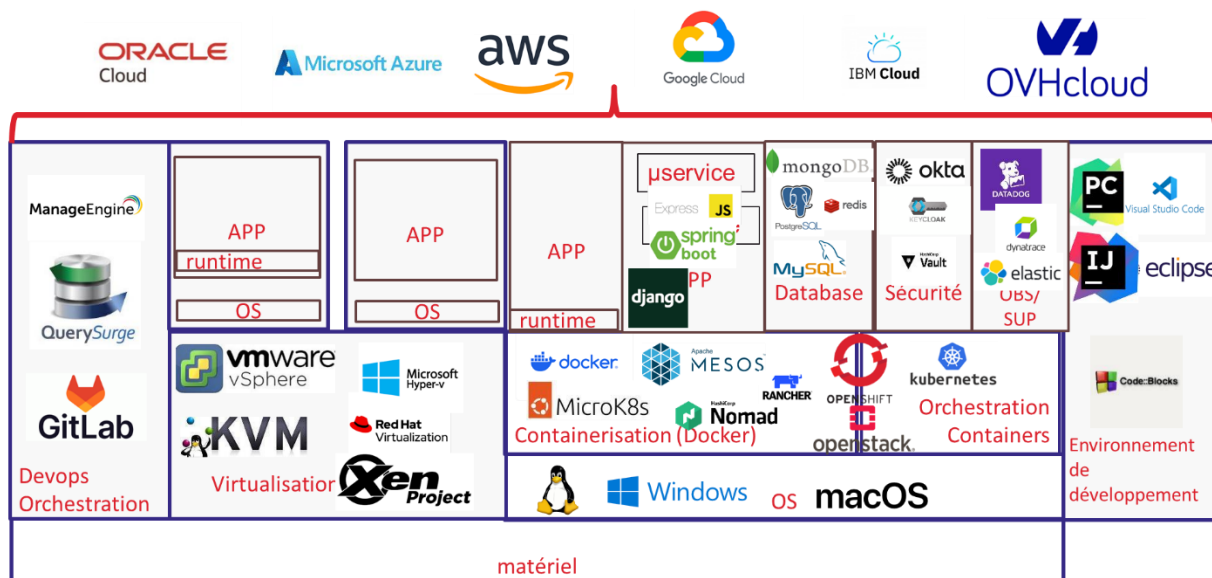 ORACLE
Cloud
Microsoft Azure
aws
Google Cloud
IBM Cloud
OVHcloud
ManageEngine
QuerySurge
GitLab
Devops
Orchestration
APP
runtime
OS
APP
OS
vmware
vSphere
Microsoft
Hyper-v
KVM
Red Hat
Virtualization
Virtualisation
Xen
Project
APP
runtime
µservice
Express
JS
spring
boot
django
mongoDB
PostgreSQL
redis
MySQL
Database
okta
KEYCLOAK
HashiCorp
Vault
Sécurité
DATADOG
dynatrace
elastic
OBS/
SUP
PC
Visual Studio Code
IJ
eclipse
docker
Apache
MESOS
MicroK8s
HashiCorp
Nomad
RANCHER
OPENSHIFT
openstack.
kubernetes
Containerisation (Docker)
Orchestration
Containers
Code::Blocks
Environnement
de
développement
Windows
OS
macOS
matériel